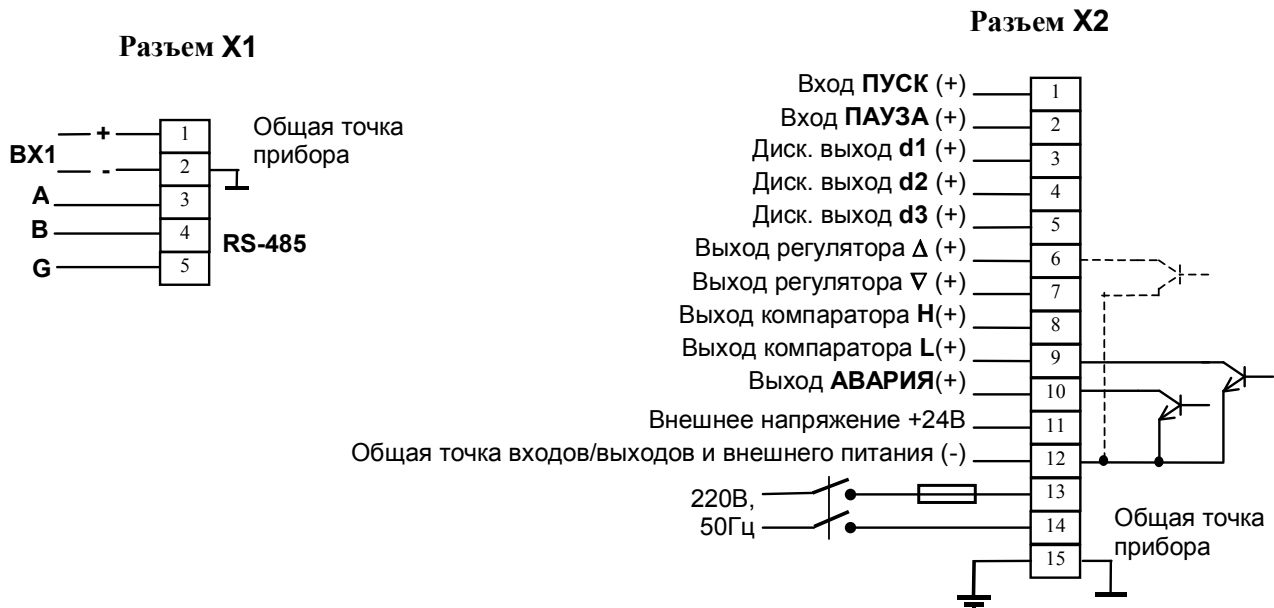 Разъем X1
+
1
Общая точка
прибора
ВХ1
-
2
A
3
B
4
RS-485
G
5
Разъем X2
Вход ПУСК (+)
1
Вход ПАУЗА (+)
2
Диск. выход d1 (+)
3
Диск. выход d2 (+)
4
Диск. выход d3 (+)
5
Выход регулятора Δ (+)
6
Выход регулятора ∇ (+)
7
Выход компаратора H(+)
8
Выход компаратора L(+)
9
Выход АВАРИЯ(+)
10
Внешнее напряжение +24В
11
Общая точка входов/выходов и внешнего питания (-)
12
220В,
13
50Гц
14
Общая точка
прибора
15